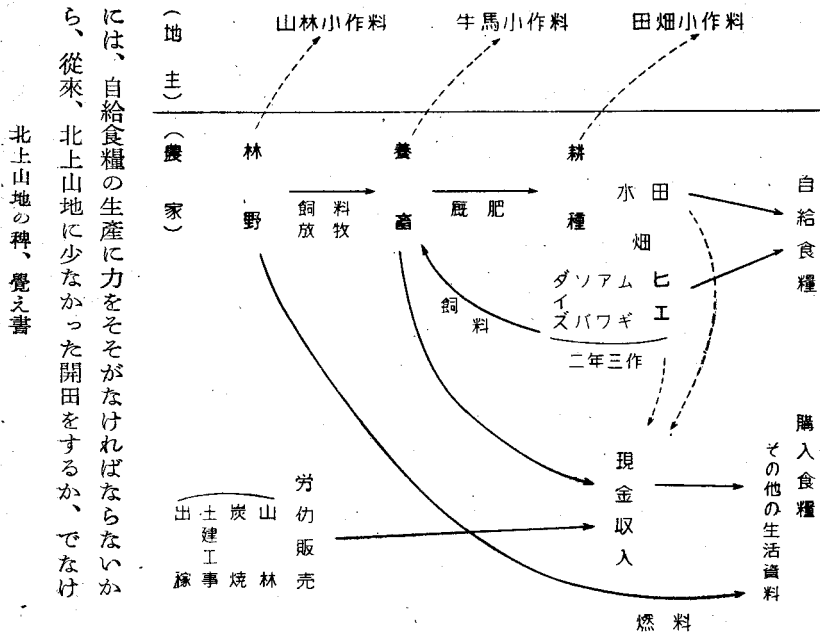 山林小作料
牛馬小作料
田畑小作料
（地主）
（農家）
林野
飼料
放牧
養畜
厩肥
耕種
水田
畑
ヒエ
ムギ
アワ
ソバ
ダイズ
二年三作
飼料
自給食糧
労仂販売
山林
炭焼
土建工事
出稼
現金収入
購入食糧
その他の生活資料
燃料
には、自給食糧の生産に力をそそがなければならないか
ら、從來、北上山地に少なかった開田をするか、でなけ
北上山地の稗、覺え書